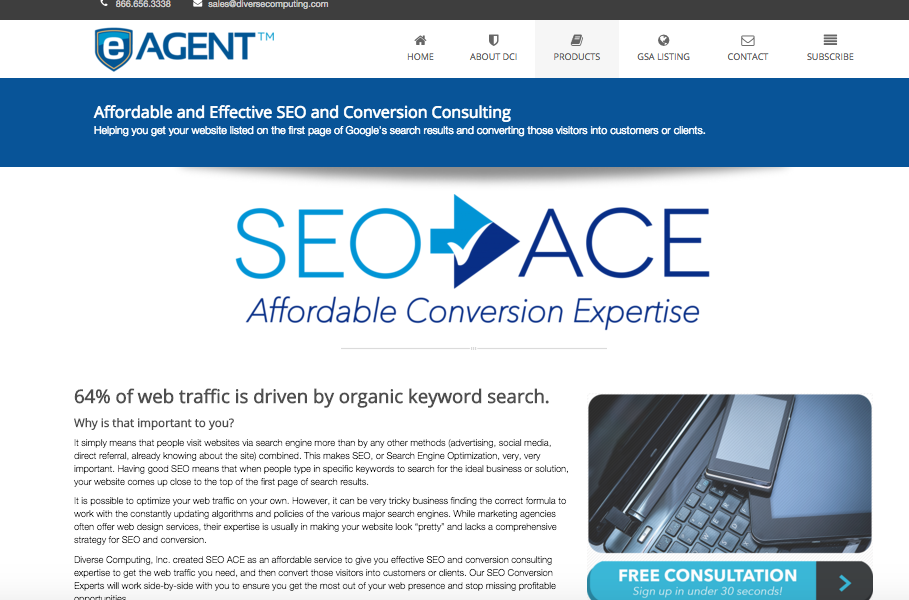 866.656.3338 sales@diversecomputing.com
e AGENT™
HOME ABOUT DCI PRODUCTS GSA LISTING CONTACT SUBSCRIBE
Affordable and Effective SEO and Conversion Consulting
Helping you get your website listed on the first page of Google's search results and converting those visitors into customers or clients.
SEO ACE
Affordable Conversion Expertise
64% of web traffic is driven by organic keyword search.
Why is that important to you?
It simply means that people visit websites via search engine more than by any other methods (advertising, social media,
direct referral, already knowing about the site) combined. This makes SEO, or Search Engine Optimization, very, very
important. Having good SEO means that when people type in specific keywords to search for the ideal business or solution,
your website comes up close to the top of the first page of search results.
It is possible to optimize your web traffic on your own. However, it can be very tricky business finding the correct formula to
work with the constantly updating algorithms and policies of the various major search engines. While marketing agencies
often offer web design services, their expertise is usually in making your website look “pretty” and lacks a comprehensive
strategy for SEO and conversion.
Diverse Computing, Inc. created SEO ACE as an affordable service to give you effective SEO and conversion consulting
expertise to get the web traffic you need, and then convert those visitors into customers or clients. Our SEO Conversion
Experts will work side-by-side with you to ensure you get the most out of your web presence and stop missing profitable
opportunities.
FREE CONSULTATION
Sign up in under 30 seconds!